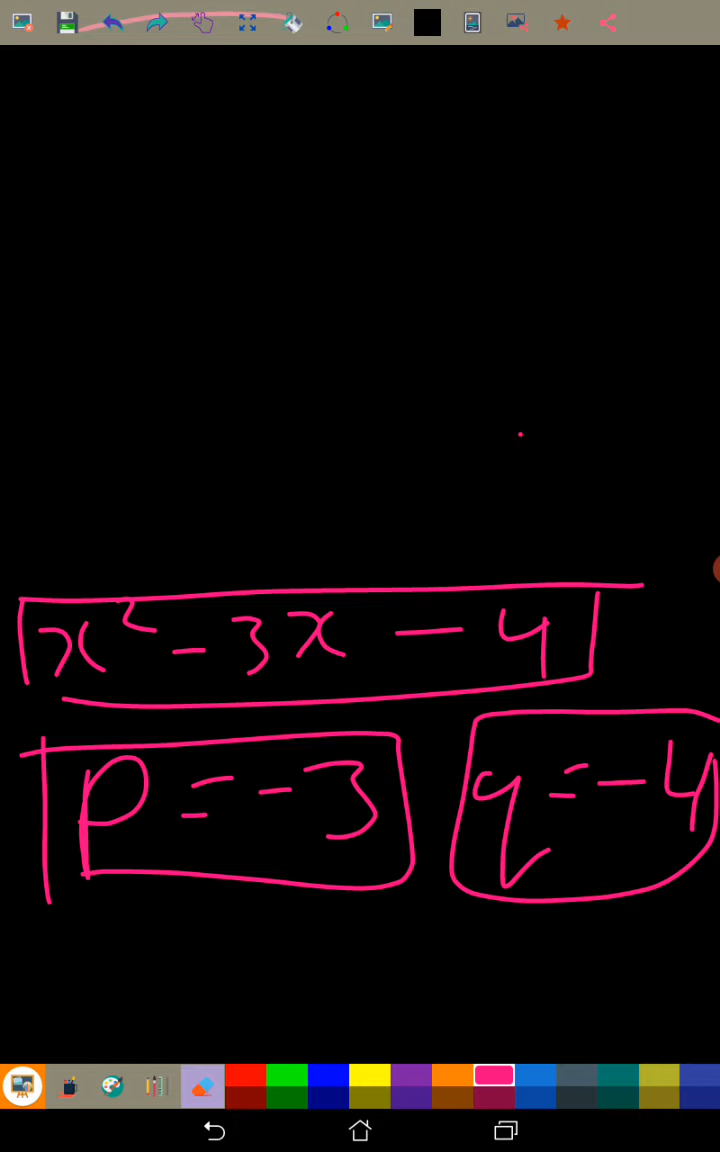 x² - 3x - 4
p = -3 q = -4